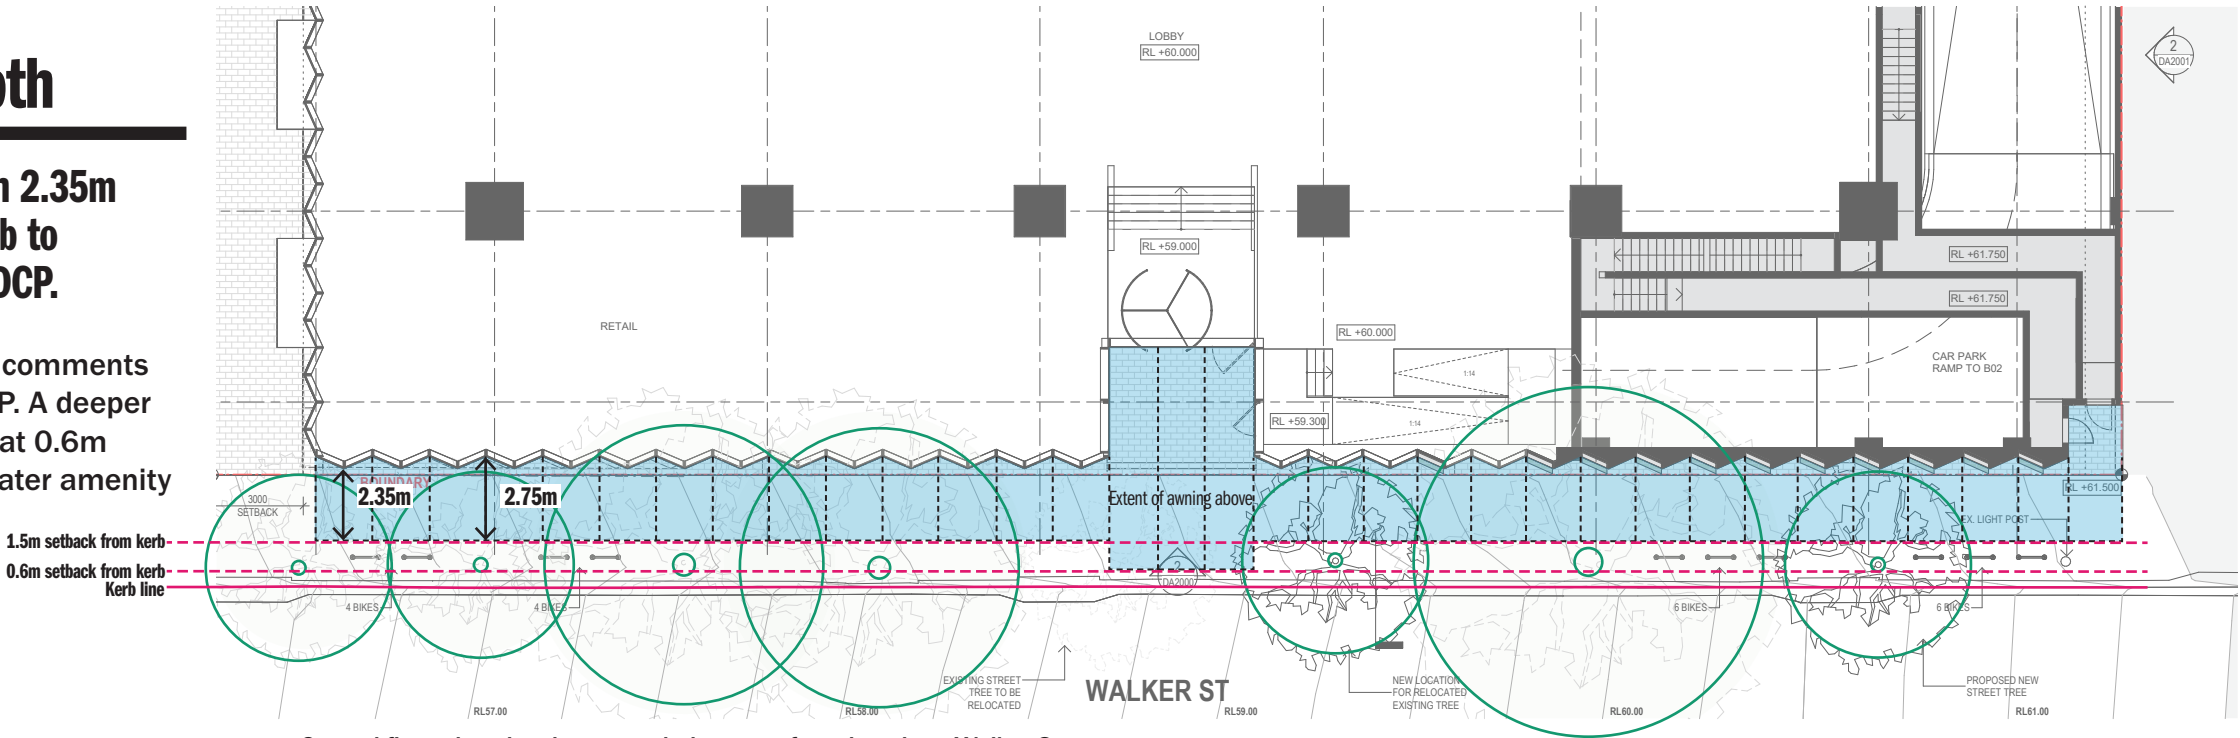 2.35m
b to
DCP.
comments
P. A deeper
at 0.6m
ater amenity
LOBBY
RL +60.000
2
DA2001
RL +59.000
RL +61.750
RL +61.750
RETAIL
RL +60.000
CAR PARK
RAMP TO B02
1:14
1:14
RL +59.300
BOUNDARY
2.35m
2.75m
Extent of awning above
RL +61.500
3000
SETBACK
EX. LIGHT POST
1.5m setback from kerb
0.6m setback from kerb
Kerb line
2
DA2000
4 BIKES
4 BIKES
6 BIKES
6 BIKES
EXISTING STREET
TREE TO BE
RELOCATED
WALKER ST
NEW LOCATION
FOR RELOCATED
EXISTING TREE
PROPOSED NEW
STREET TREE
RL57.00
RL58.00
RL59.00
RL60.00
RL61.00